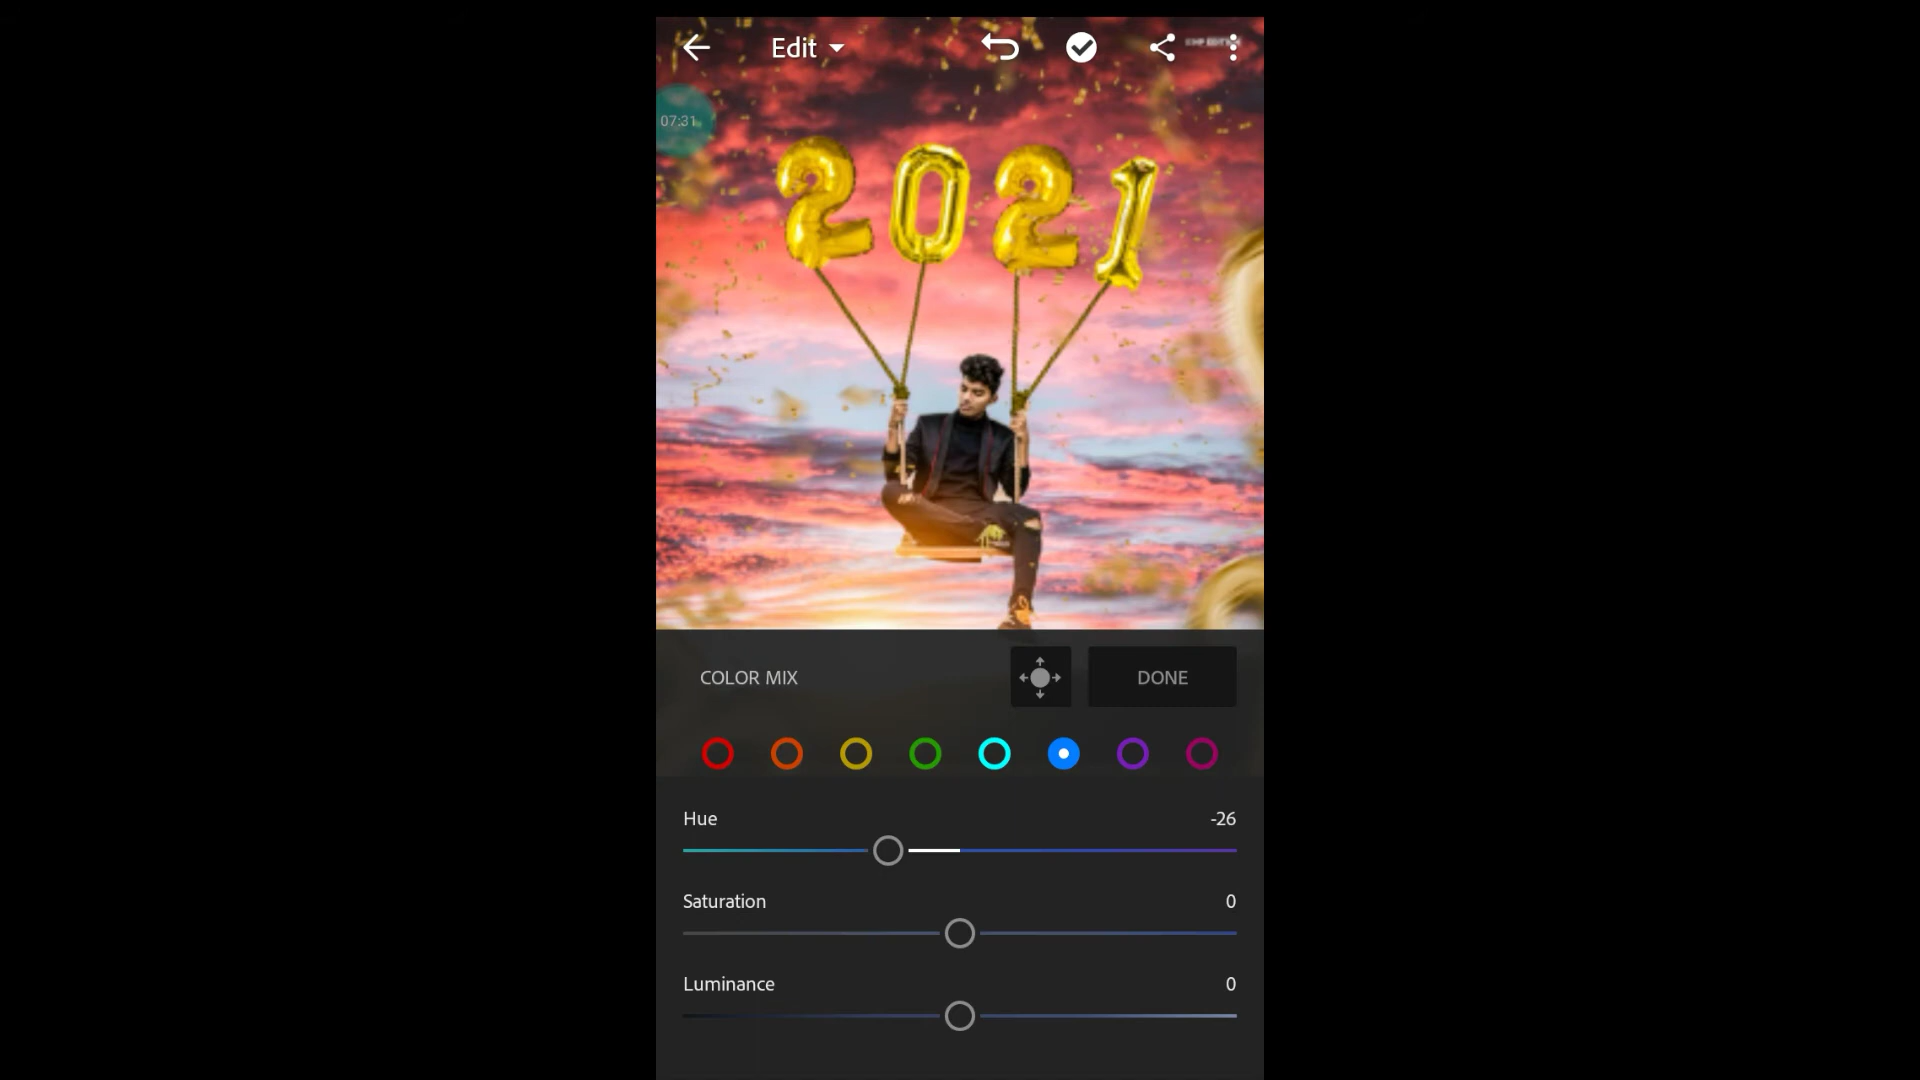 Edit
07:31
2021
COLOR MIX
DONE
Hue
-26
Saturation
0
Luminance
0